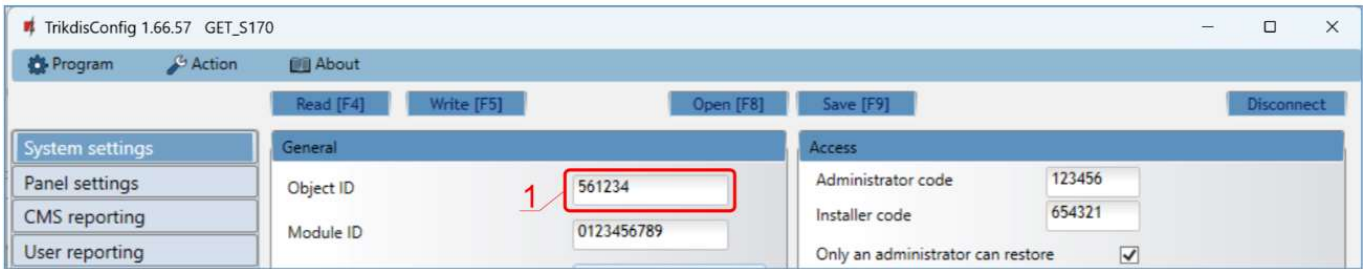 TrikdisConfig 1.66.57 GET_S170
Program Action About
Read [F4] Write [F5] Open [F8] Save [F9] Disconnect
System settings
Panel settings
CMS reporting
User reporting
General
Object ID 1 561234
Module ID 0123456789
Access
Administrator code 123456
Installer code 654321
Only an administrator can restore